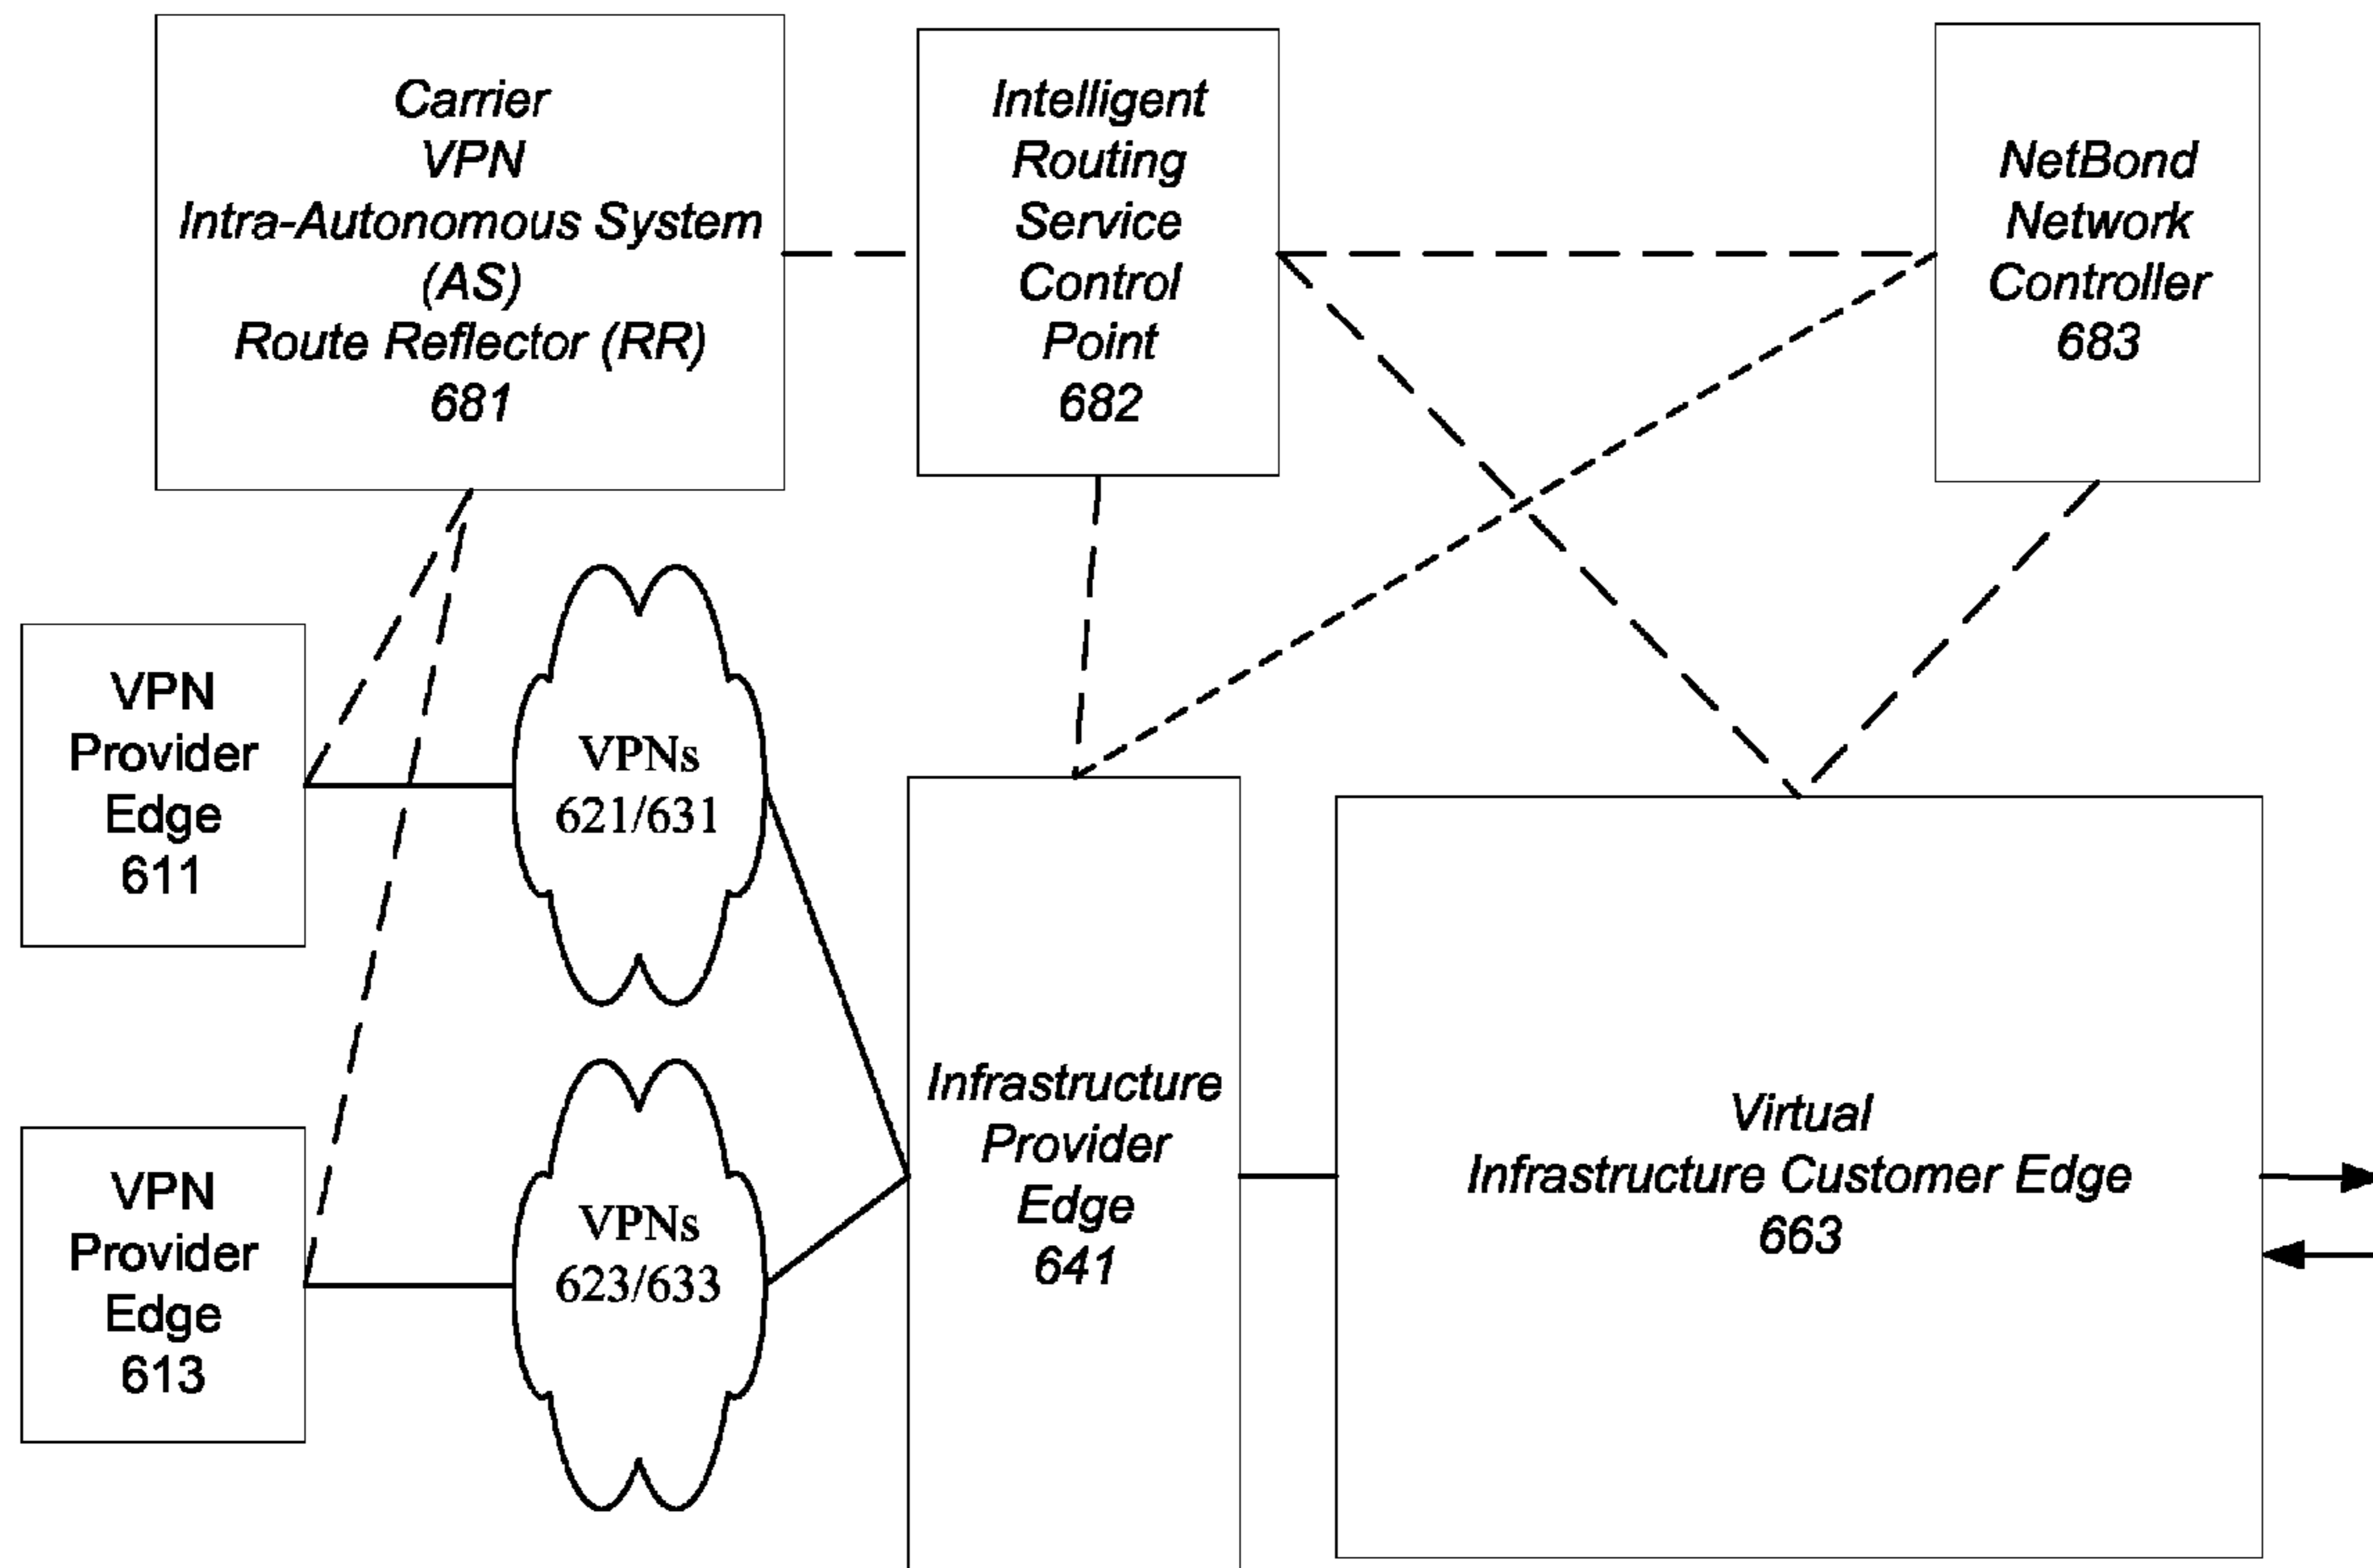 Carrier
VPN
Intra-Autonomous System
(AS)
Route Reflector (RR)
681
Intelligent
Routing
Service
Control
Point
682
NetBond
Network
Controller
683
VPN
Provider
Edge
611
VPNs
621/631
VPN
Provider
Edge
613
VPNs
623/633
Infrastructure
Provider
Edge
641
Virtual
Infrastructure Customer Edge
663